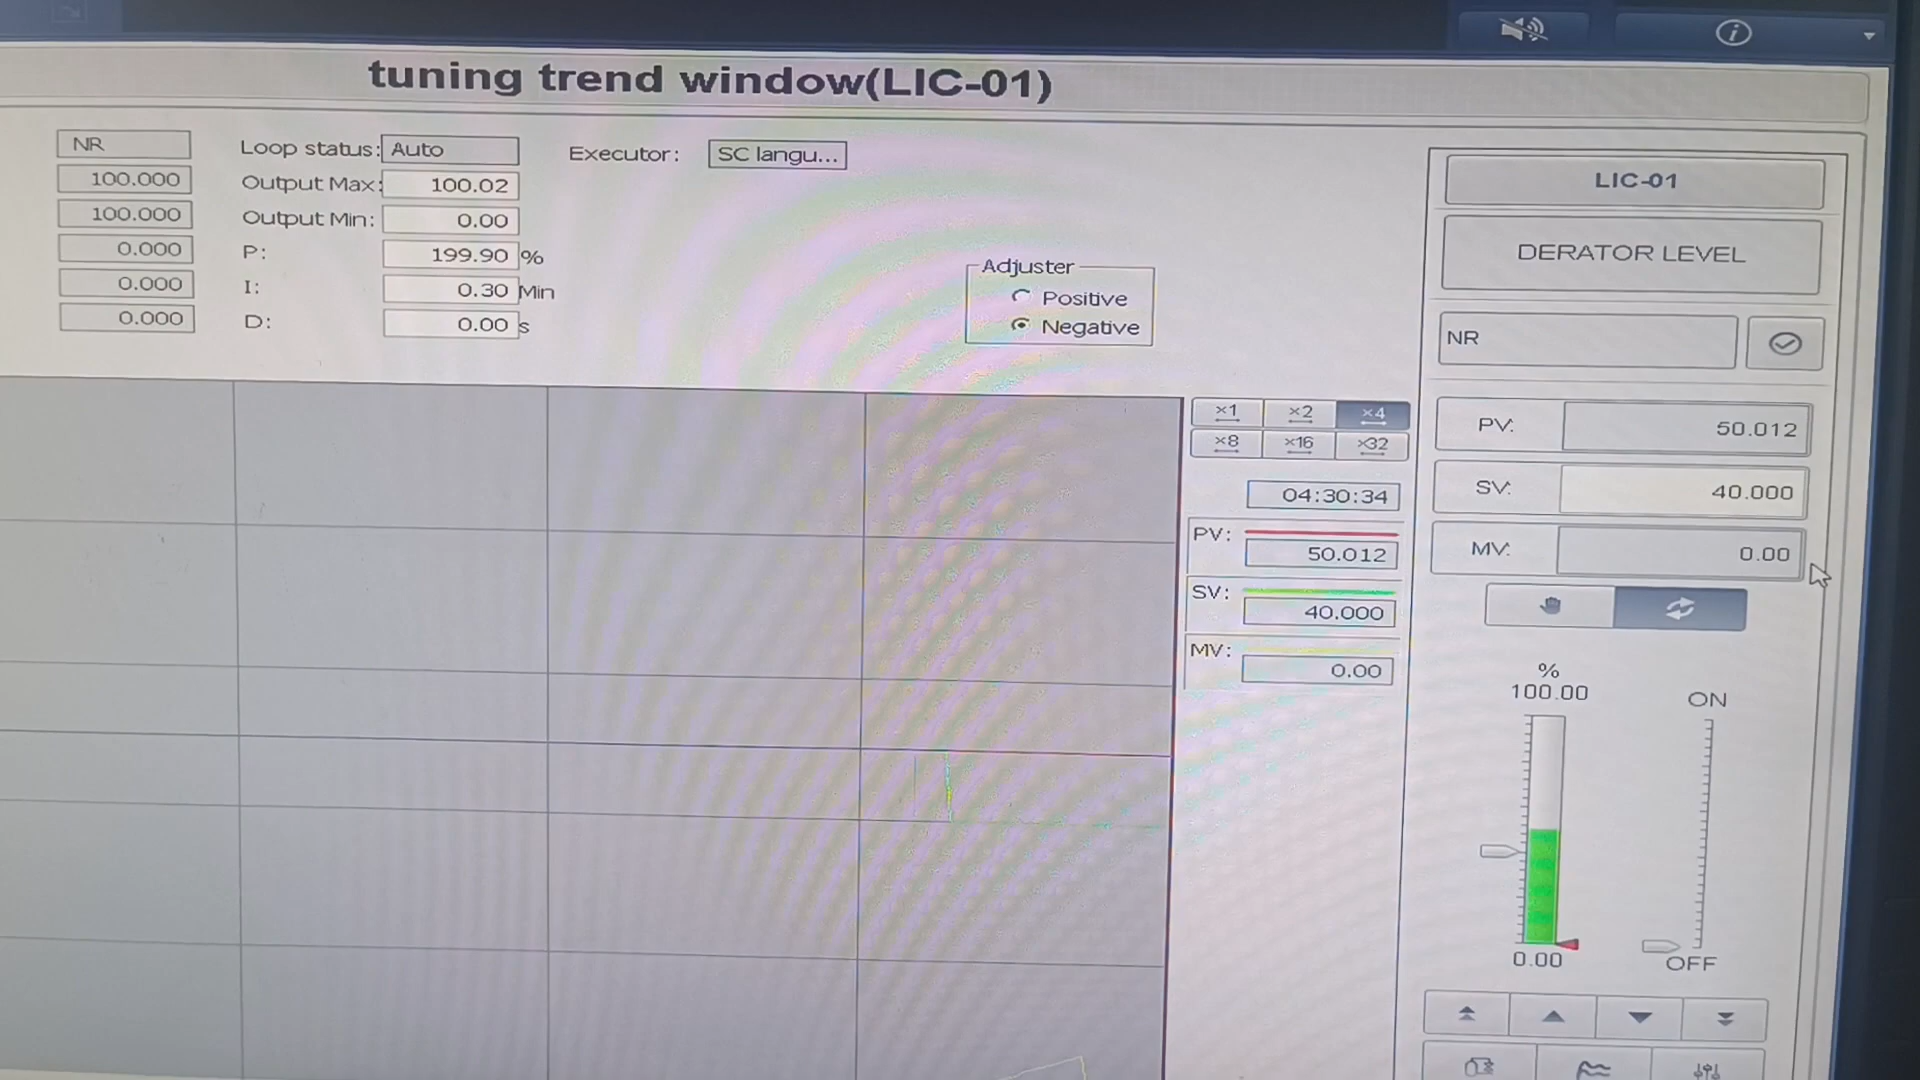 tuning trend window(LIC-01)
NR
100.000
100.000
0.000
0.000
0.000
Loop status: Auto
Output Max: 100.02
Output Min: 0.00
P: 199.90 %
I: 0.30 Min
D: 0.00 s
Executor: SC langu...
Adjuster
Positive
Negative
×1 ×2 ×4
×8 ×16 ×32
04:30:34
PV:
50.012
SV:
40.000
MV:
0.00
LIC-01
DERATOR LEVEL
NR
PV: 50.012
SV: 40.000
MV: 0.00
%
100.00
ON
0.00
OFF